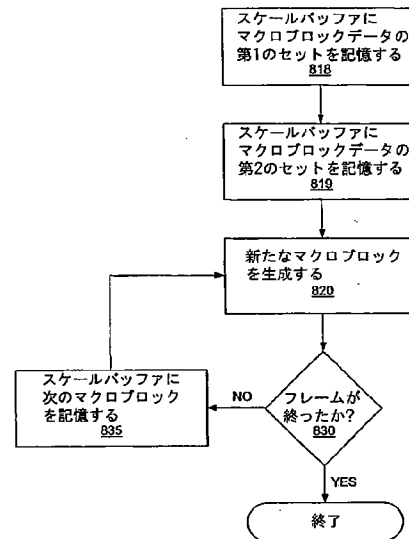 スケールバッファに
マクロブロックデータの
第1のセットを記憶する
818
スケールバッファに
マクロブロックデータの
第2のセットを記憶する
819
新たなマクロブロック
を生成する
820
フレームが
終ったか?
830
NO
スケールバッファに
次のマクロブロック
を記憶する
835
YES
終了